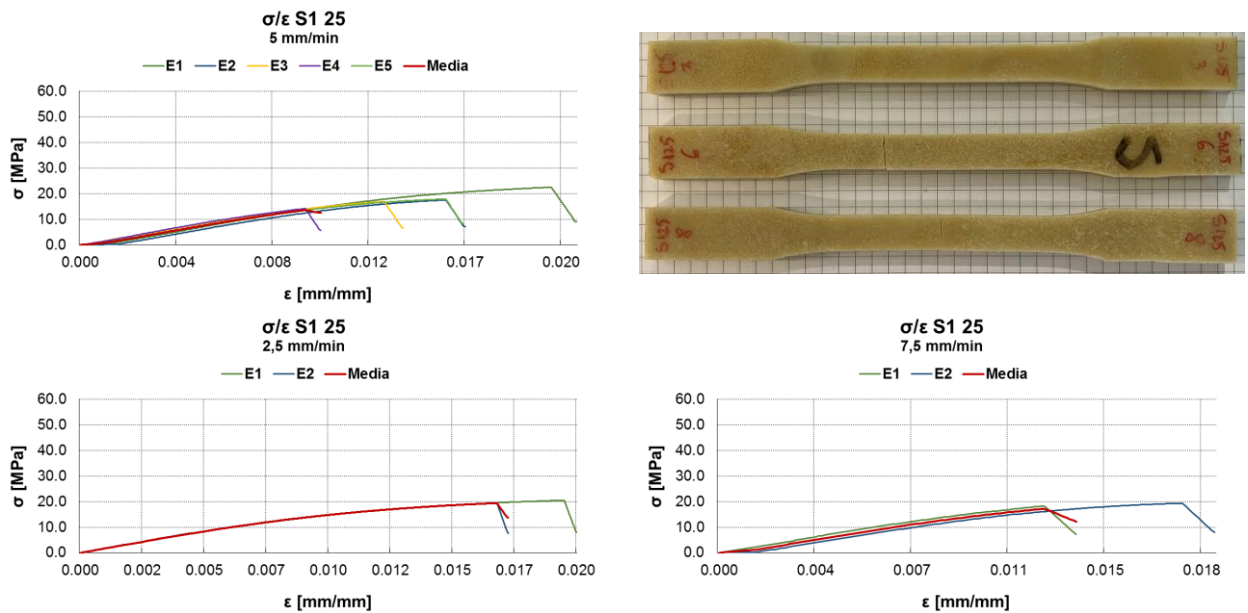 σ/ε S1 25
5 mm/min
E1 E2 E3 E4 E5 Media
60.0
50.0
40.0
30.0
20.0
10.0
0.0
σ [MPa]
0.000 0.004 0.008 0.012 0.017 0.020
ε [mm/mm]
S125
6
5
S125
6
S125
8
S125
8
σ/ε S1 25
2,5 mm/min
E1 E2 Media
60.0
50.0
40.0
30.0
20.0
10.0
0.0
σ [MPa]
0.000 0.002 0.005 0.007 0.010 0.012 0.015 0.017 0.020
ε [mm/mm]
σ/ε S1 25
7,5 mm/min
E1 E2 Media
60.0
50.0
40.0
30.0
20.0
10.0
0.0
σ [MPa]
0.000 0.004 0.007 0.011 0.015 0.018
ε [mm/mm]